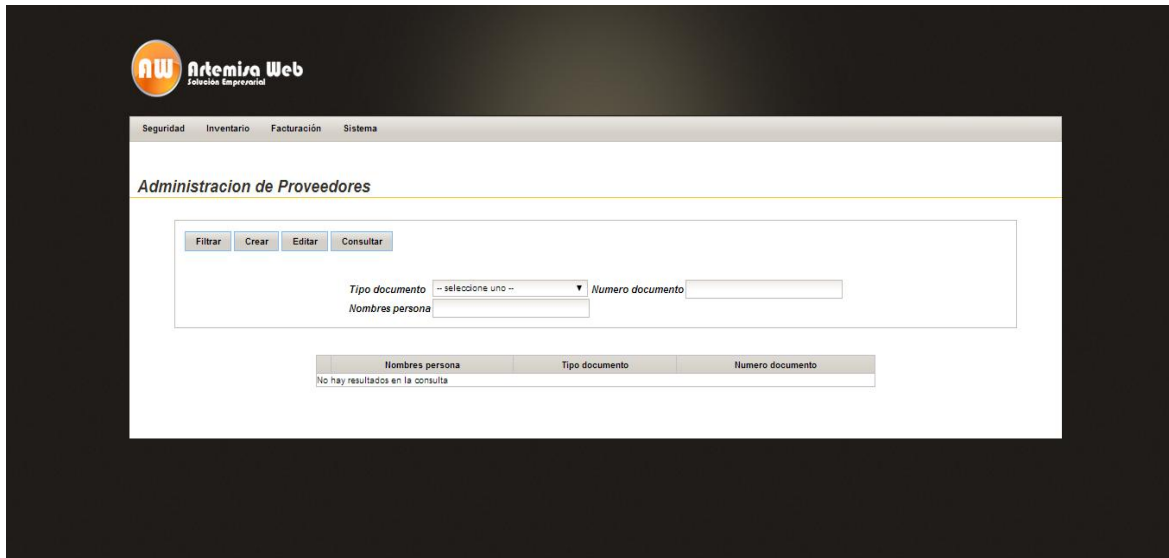 AW Artemisa Web
Solución Empresarial
Seguridad Inventario Facturación Sistema
Administracion de Proveedores
Filtrar Crear Editar Consultar
Tipo documento -- seleccione uno -- Numero documento
Nombres persona
Nombres persona Tipo documento Numero documento
No hay resultados en la consulta